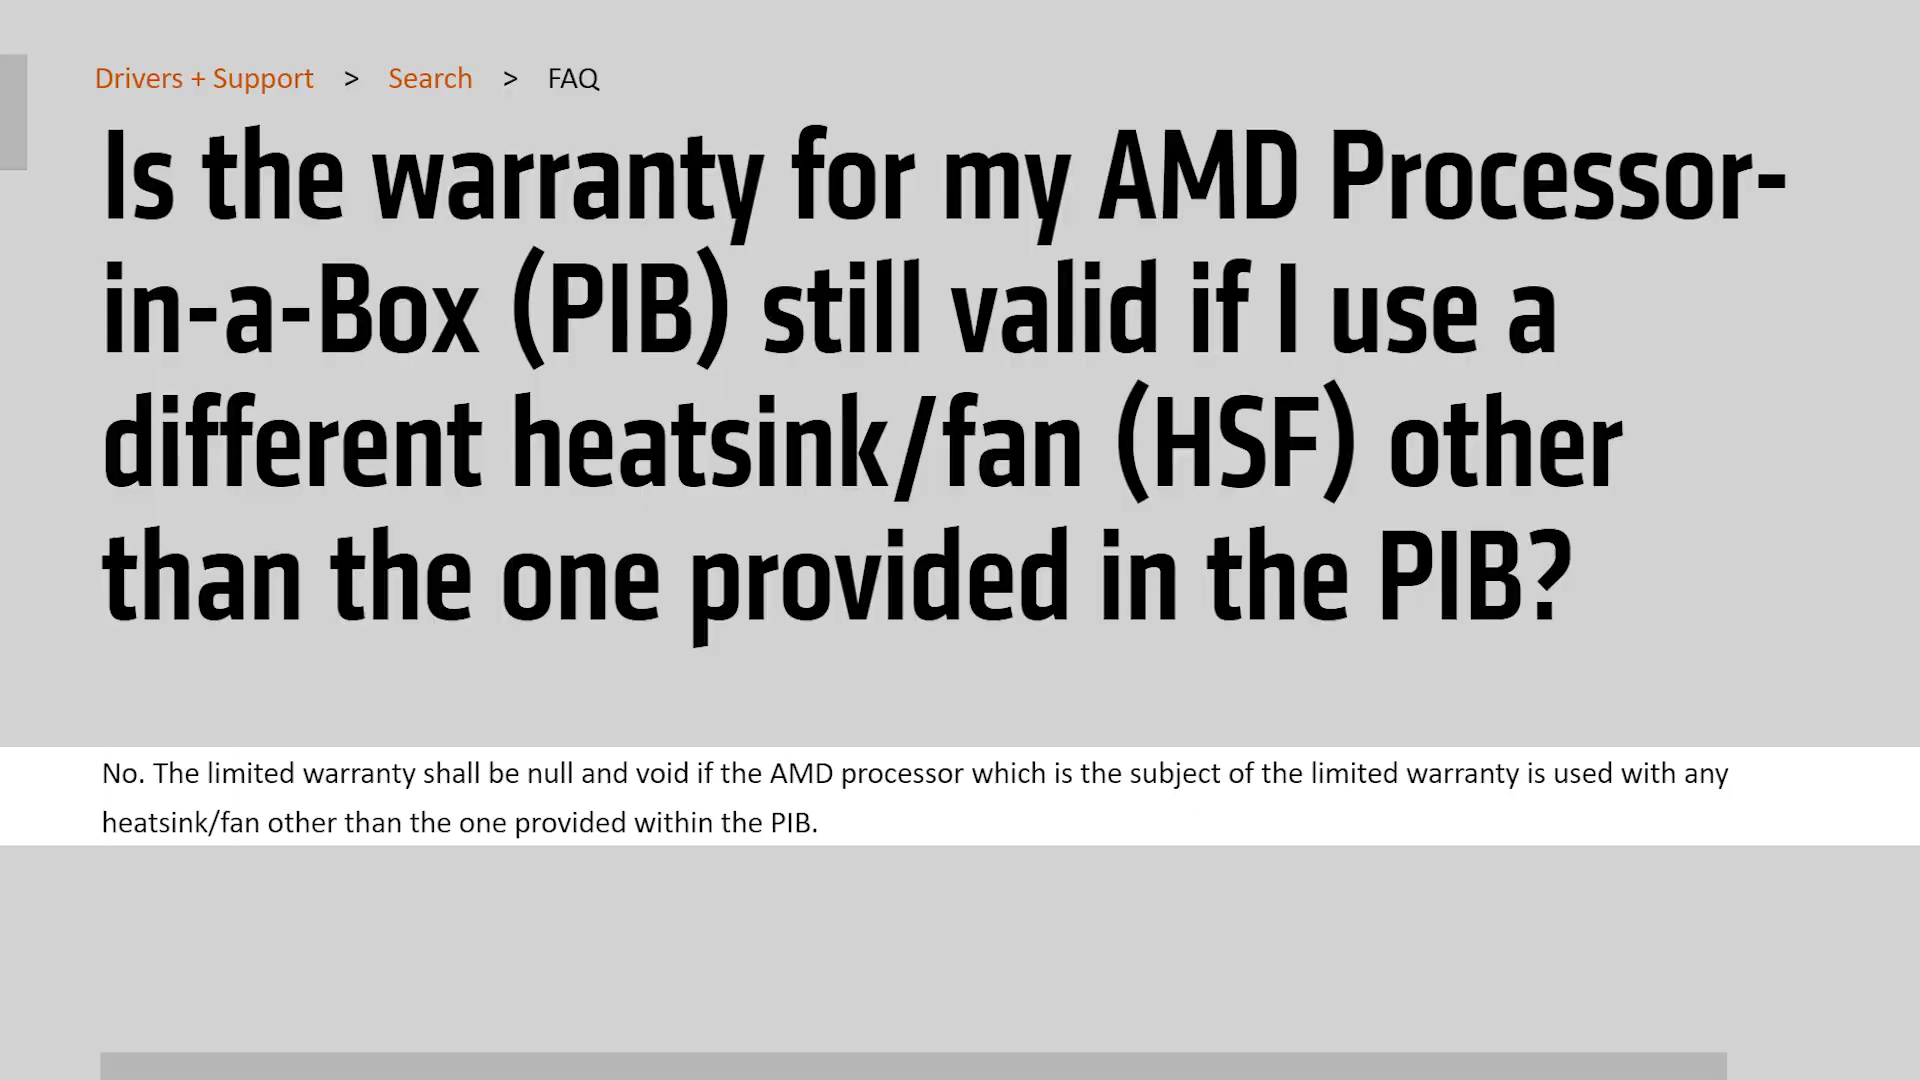 Drivers + Support > Search > FAQ
Is the warranty for my AMD Processor-
in-a-Box (PIB) still valid if I use a
different heatsink/fan (HSF) other
than the one provided in the PIB?
No. The limited warranty shall be null and void if the AMD processor which is the subject of the limited warranty is used with any
heatsink/fan other than the one provided within the PIB.